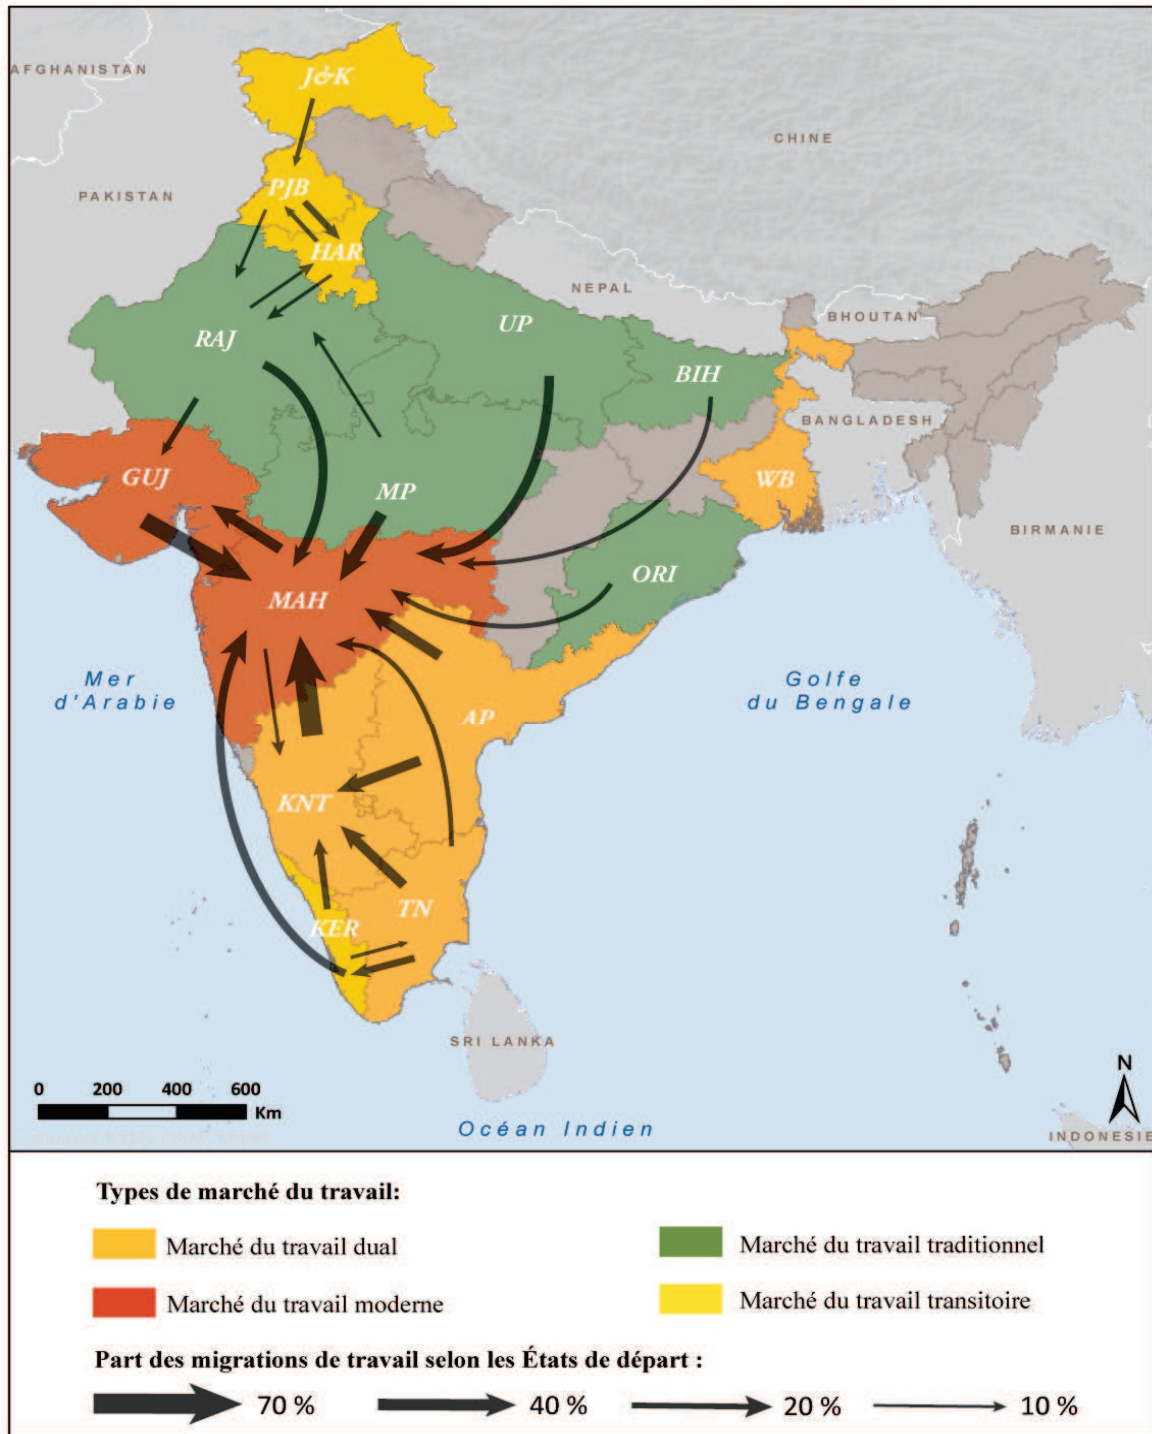 AFGHANISTAN
J&K
CHINE
PAKISTAN
PJB
HAR
NEPAL
BHOUTAN
RAJ
UP
BIH
BANGLADESH
GUJ
MP
WB
BIRMANIE
ORI
MAH
Mer
d'Arabie
Golfe
du Bengale
AP
KNT
TN
KER
SRI LANKA
0 200 400 600
Km
N
Océan Indien
INDONESIE
Types de marché du travail:
Marché du travail dual
Marché du travail traditionnel
Marché du travail moderne
Marché du travail transitoire
Part des migrations de travail selon les États de départ :
70 %
40 %
20 %
10 %